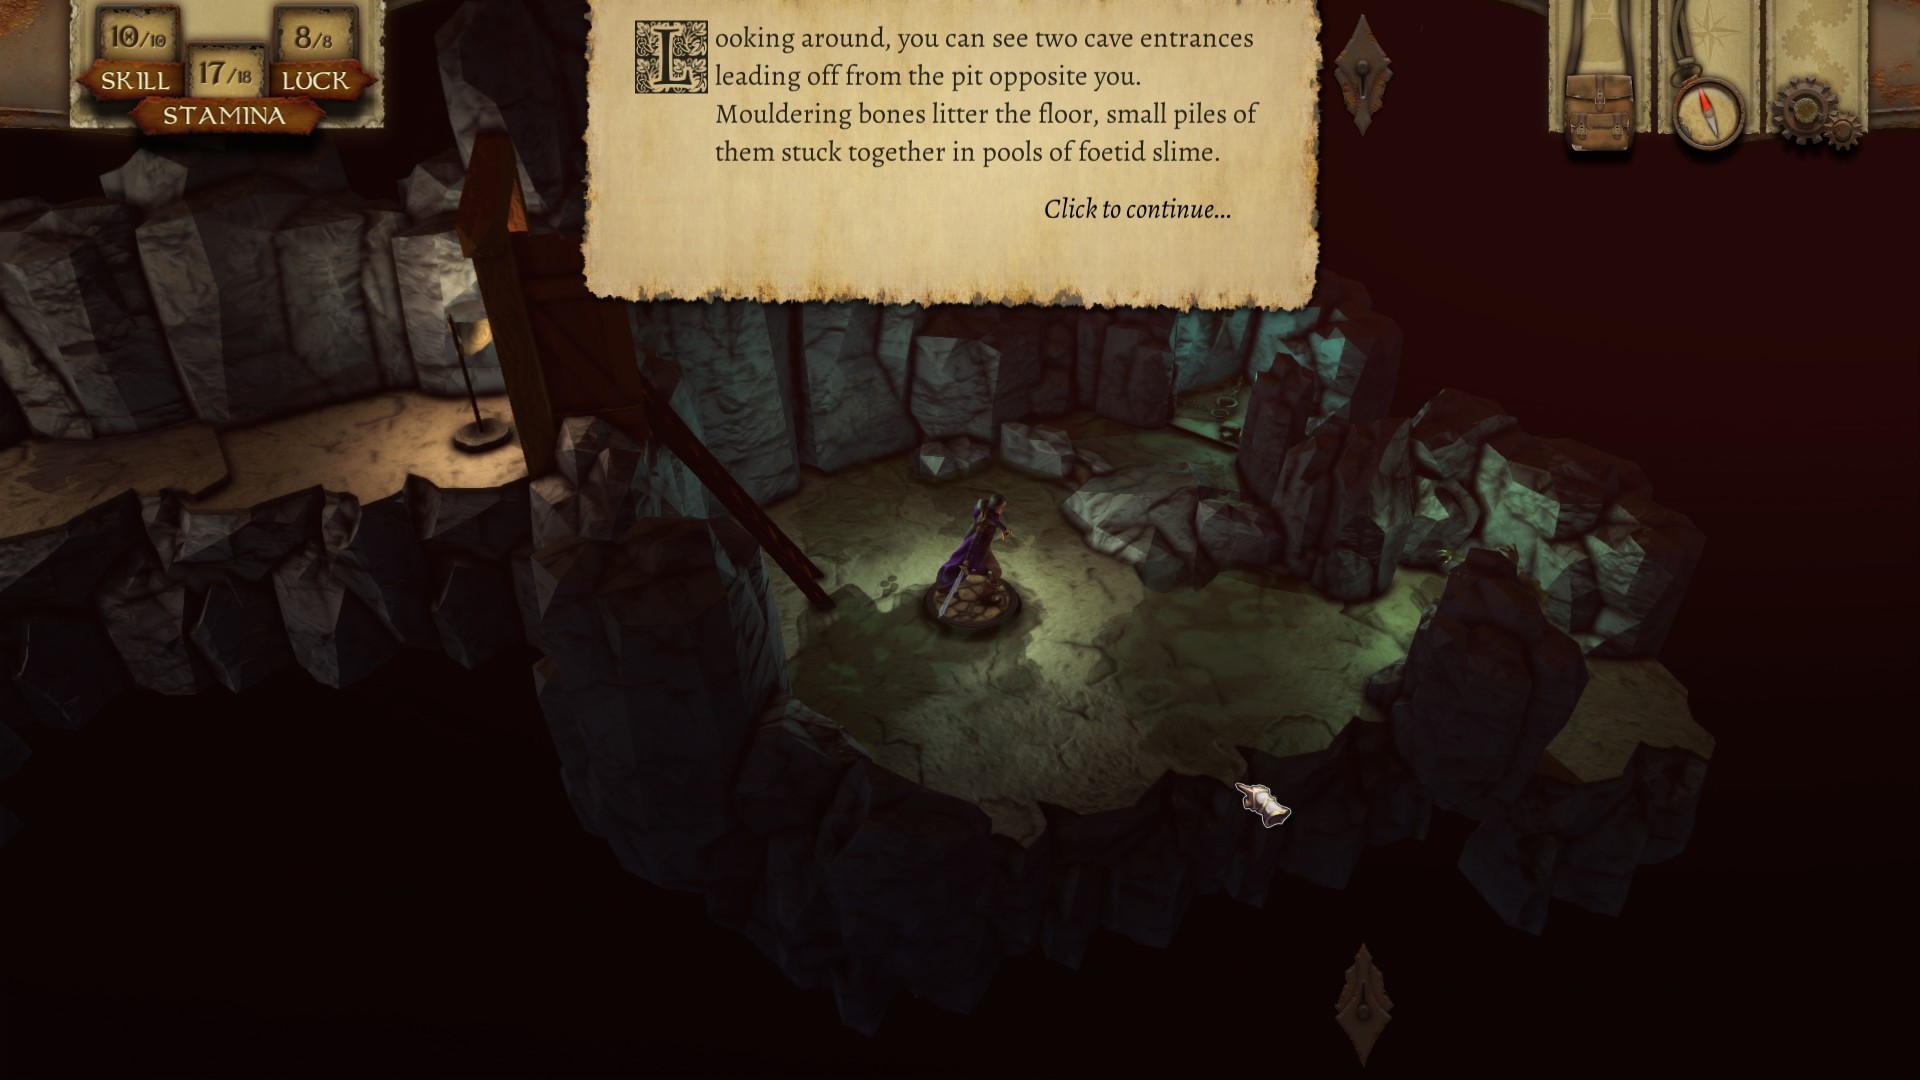 10/10
8/8
17/18
SKILL
LUCK
STAMINA
Looking around, you can see two cave entrances
leading off from the pit opposite you.
Mouldering bones litter the floor, small piles of
them stuck together in pools of foetid slime.
Click to continue...